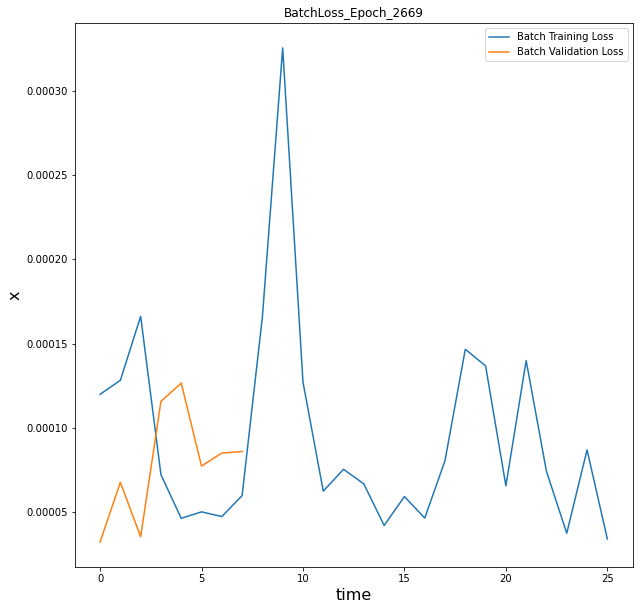 BatchLoss_Epoch_2669
Batch Training Loss
Batch Validation Loss
0.00030
0.00025
0.00020
0.00015
0.00010
0.00005
x
0 5 10 15 20 25
time